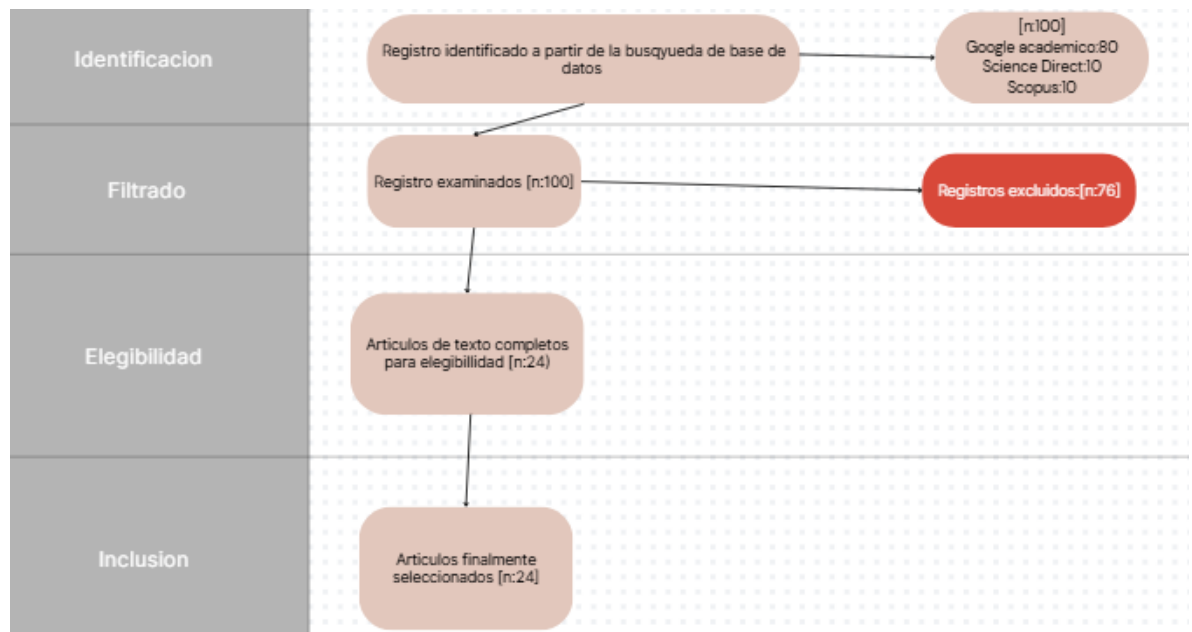 Identificacion
Registro identificado a partir de la busqyueda de base de
datos
[n:100]
Google academico:80
Science Direct:10
Scopus:10
Filtrado
Registro examinados [n:100]
Registros excluidos:[n:76]
Elegibilidad
Articulos de texto completos
para elegibillidad [n:24)
Inclusion
Articulos finalmente
seleccionados [n:24]